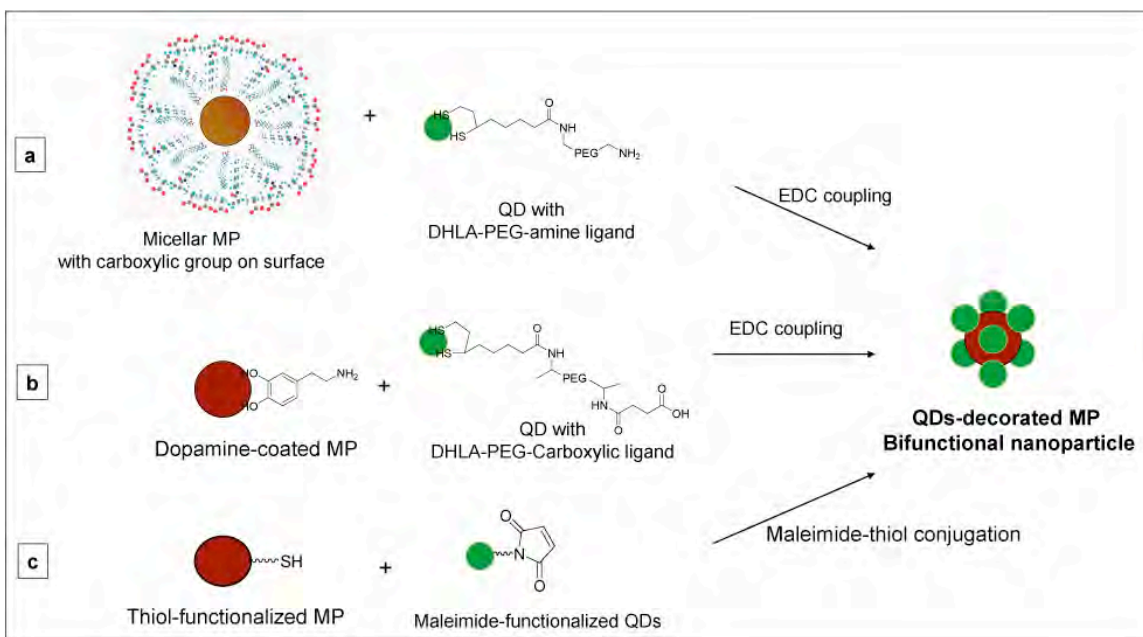 a
+
HS
HS
O
NH
PEG
NH2
EDC coupling
Micellar MP
with carboxylic group on surface
QD with
DHLA-PEG-amine ligand
b
HO
HO
NH2
+
HS
HS
O
NH
PEG
NH
O
O
OH
EDC coupling
Dopamine-coated MP
QD with
DHLA-PEG-Carboxylic ligand
QDs-decorated MP
Bifunctional nanoparticle
c
SH
+
O
N
O
Maleimide-thiol conjugation
Thiol-functionalized MP
Maleimide-functionalized QDs